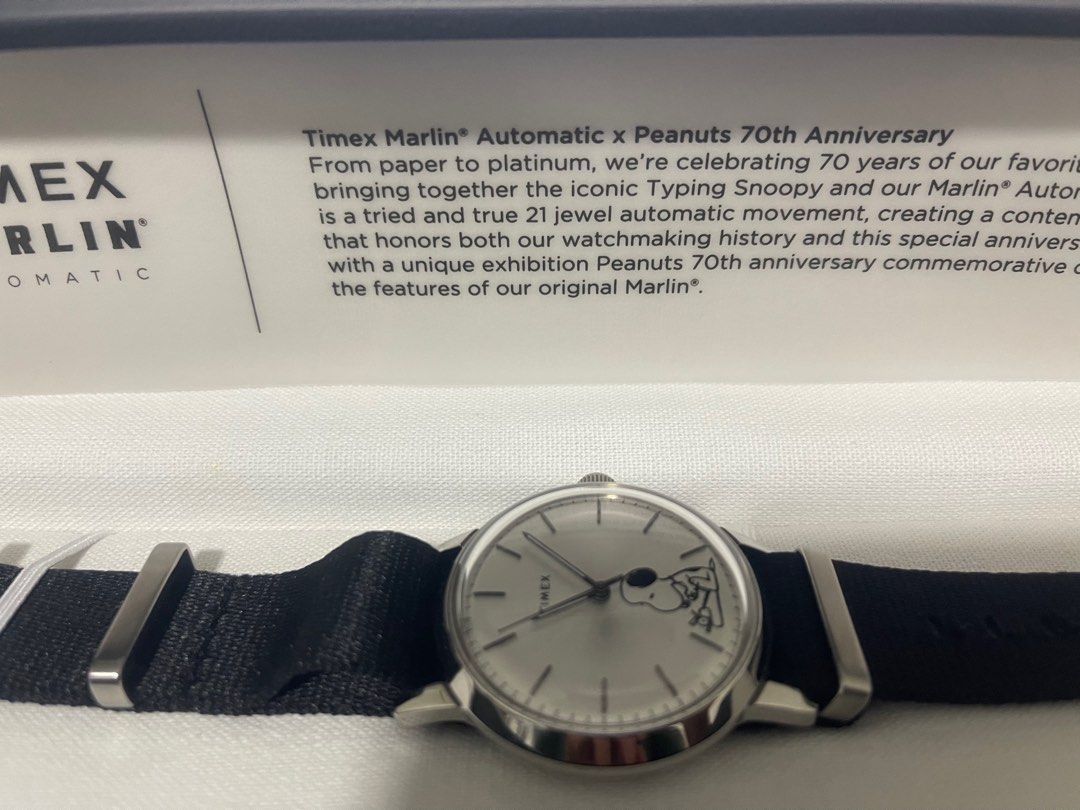 Timex Marlin® Automatic x Peanuts 70th Anniversary
From paper to platinum, we're celebrating 70 years of our favorit
bringing together the iconic Typing Snoopy and our Marlin® Autor
is a tried and true 21 jewel automatic movement, creating a conten
that honors both our watchmaking history and this special annivers
with a unique exhibition Peanuts 70th anniversary commemorative c
the features of our original Marlin®.
MEX
RLIN®
OMATIC
TIMEX